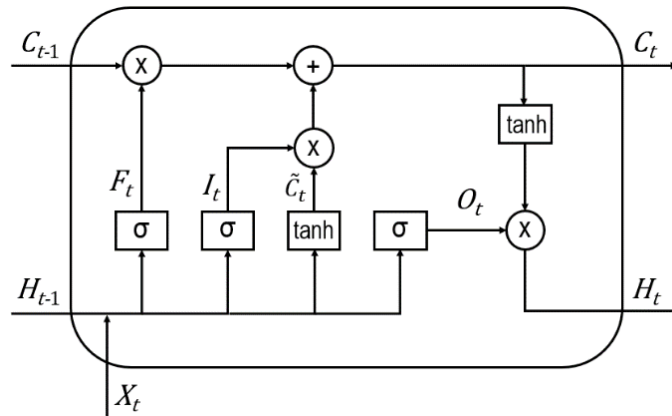 C_{t-1} x + C_t
tanh
x
F_t I_t C̃_t O_t
σ σ tanh σ x
H_{t-1} H_t
X_t